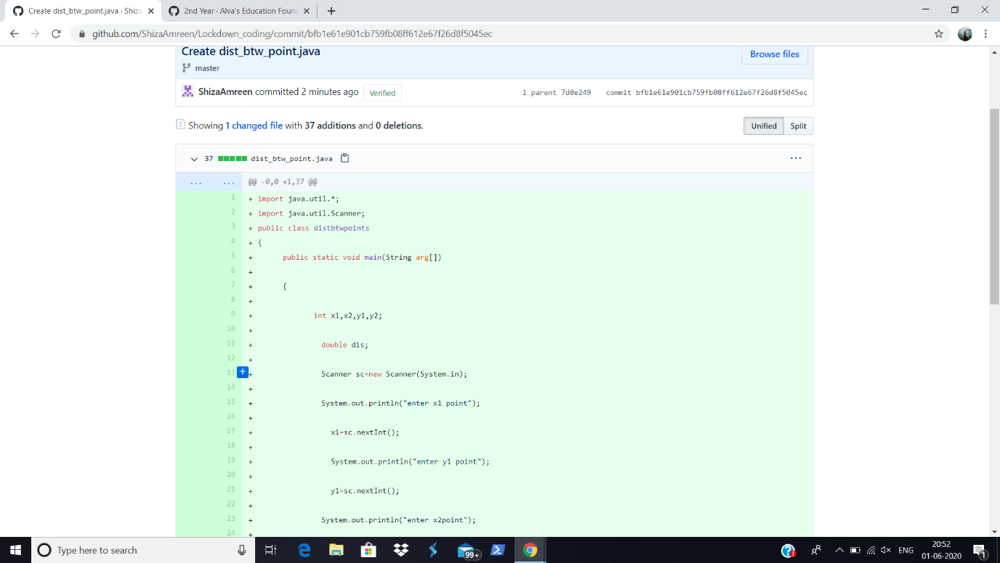 Create dist_btw_point.java · Shiza
2nd Year · Alva's Education Foun
github.com/ShizaAmreen/Lockdown_coding/commit/bfb1e61e901cb759fb08ff612e67f26d8f5045ec
Create dist_btw_point.java
Browse files
master
ShizaAmreen committed 2 minutes ago Verified 1 parent 7d0e249 commit bfb1e61e901cb759fb08ff612e67f26d8f5045ec
Showing 1 changed file with 37 additions and 0 deletions. Unified Split
37 dist_btw_point.java ...
... ... @@ -0,0 +1,37 @@
1 + import java.util.*;
2 + import java.util.Scanner;
3 + public class distbtwpoints
4 + {
5 + public static void main(String arg[])
6 +
7 + {
8 +
9 + int x1,x2,y1,y2;
10 +
11 + double dis;
12 +
13 + Scanner sc=new Scanner(System.in);
14 +
15 + System.out.println("enter x1 point");
16 +
17 + x1=sc.nextInt();
18 +
19 + System.out.println("enter y1 point");
20 +
21 + y1=sc.nextInt();
22 +
23 + System.out.println("enter x2point");
24 +
Type here to search
99+
ENG
20:52
01-06-2020
1